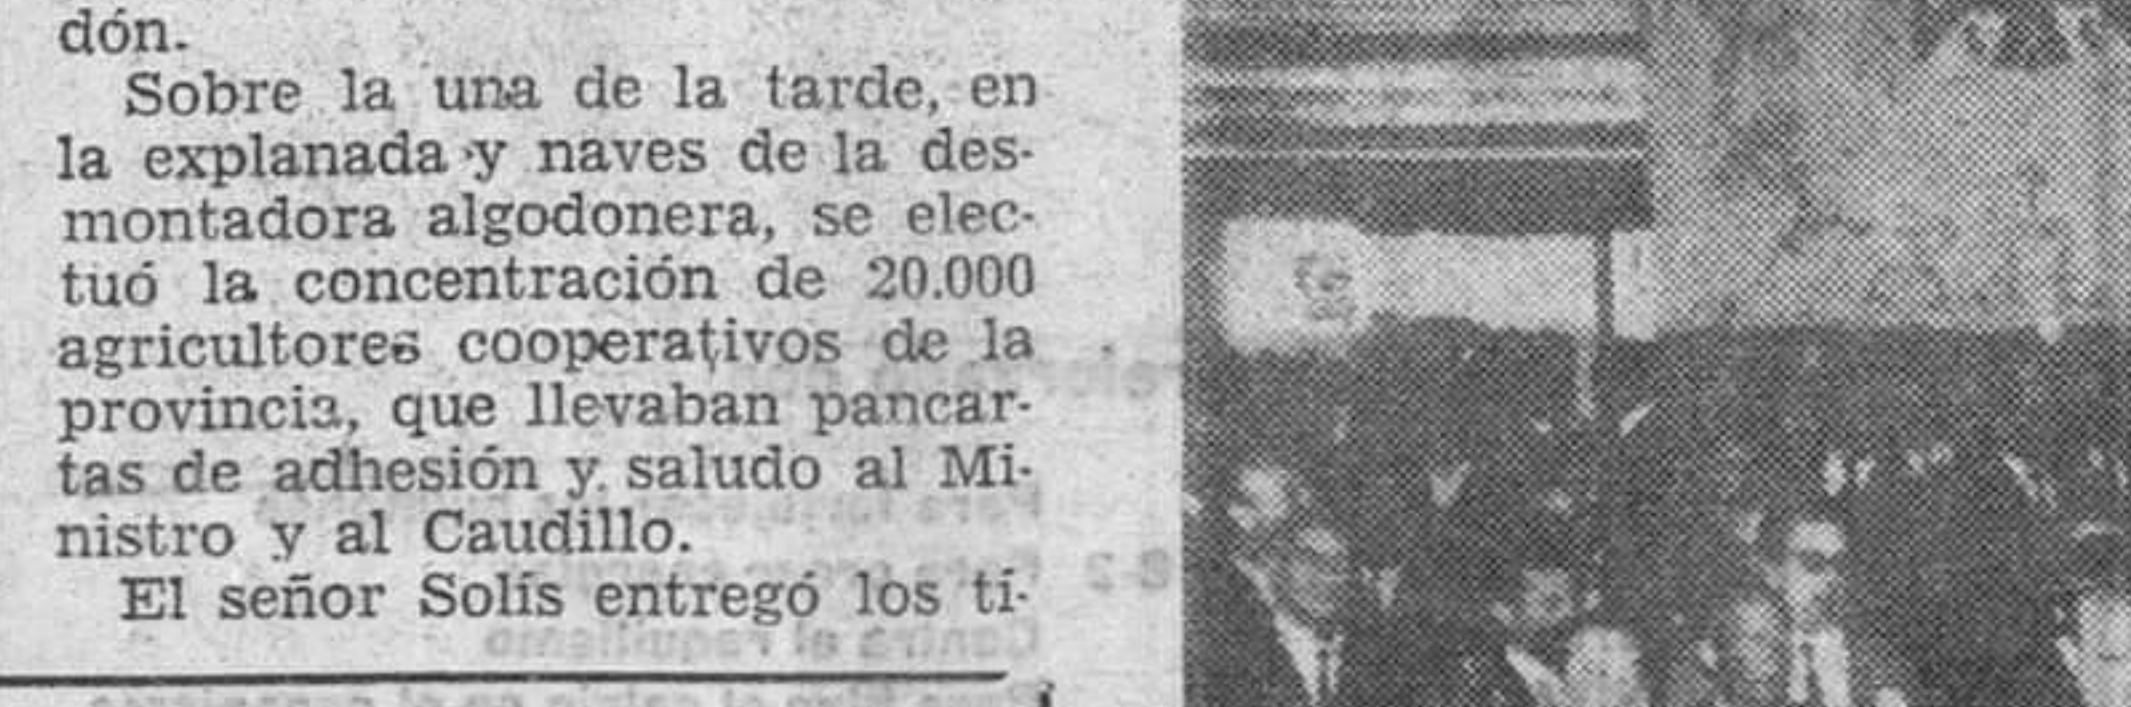 dón.
Sobre la una de la tarde, en
la explanada y naves de la des-
montadora algodonera, se elec-
tuó la concentración de 20.000
agricultores cooperativos de la
provincia, que llevaban pancar-
tas de adhesión y saludo al Mi-
nistro y al Caudillo.
El señor Solís entregó los tí-